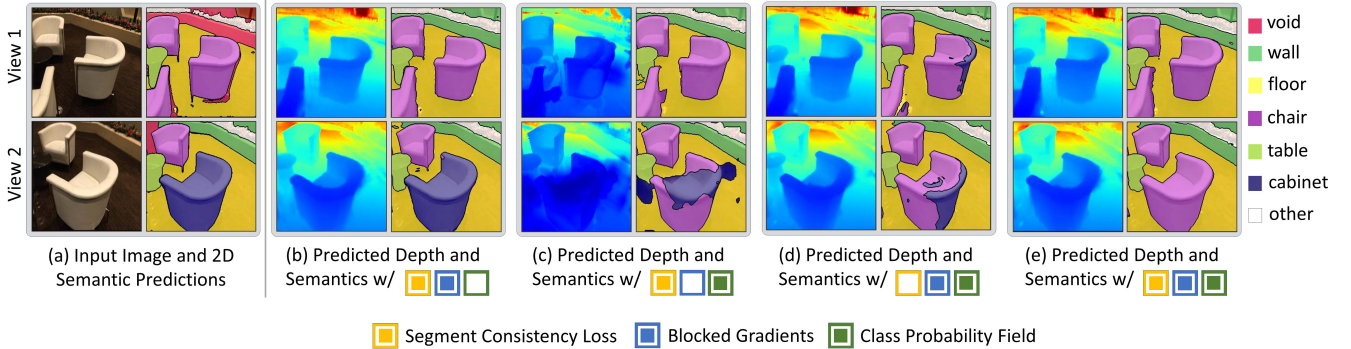 View 1
View 2
void
wall
floor
chair
table
cabinet
other
(a) Input Image and 2D
Semantic Predictions
(b) Predicted Depth and
Semantics w/
(c) Predicted Depth and
Semantics w/
(d) Predicted Depth and
Semantics w/
(e) Predicted Depth and
Semantics w/
Segment Consistency Loss
Blocked Gradients
Class Probability Field